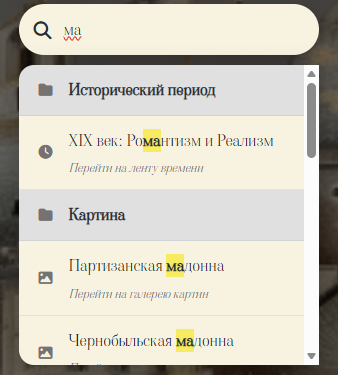 ма
Исторический период
XIX век: Романтизм и Реализм
Перейти на ленту времени
Картина
Партизанская мадонна
Перейти на галерею картин
Чернобыльская мадонна